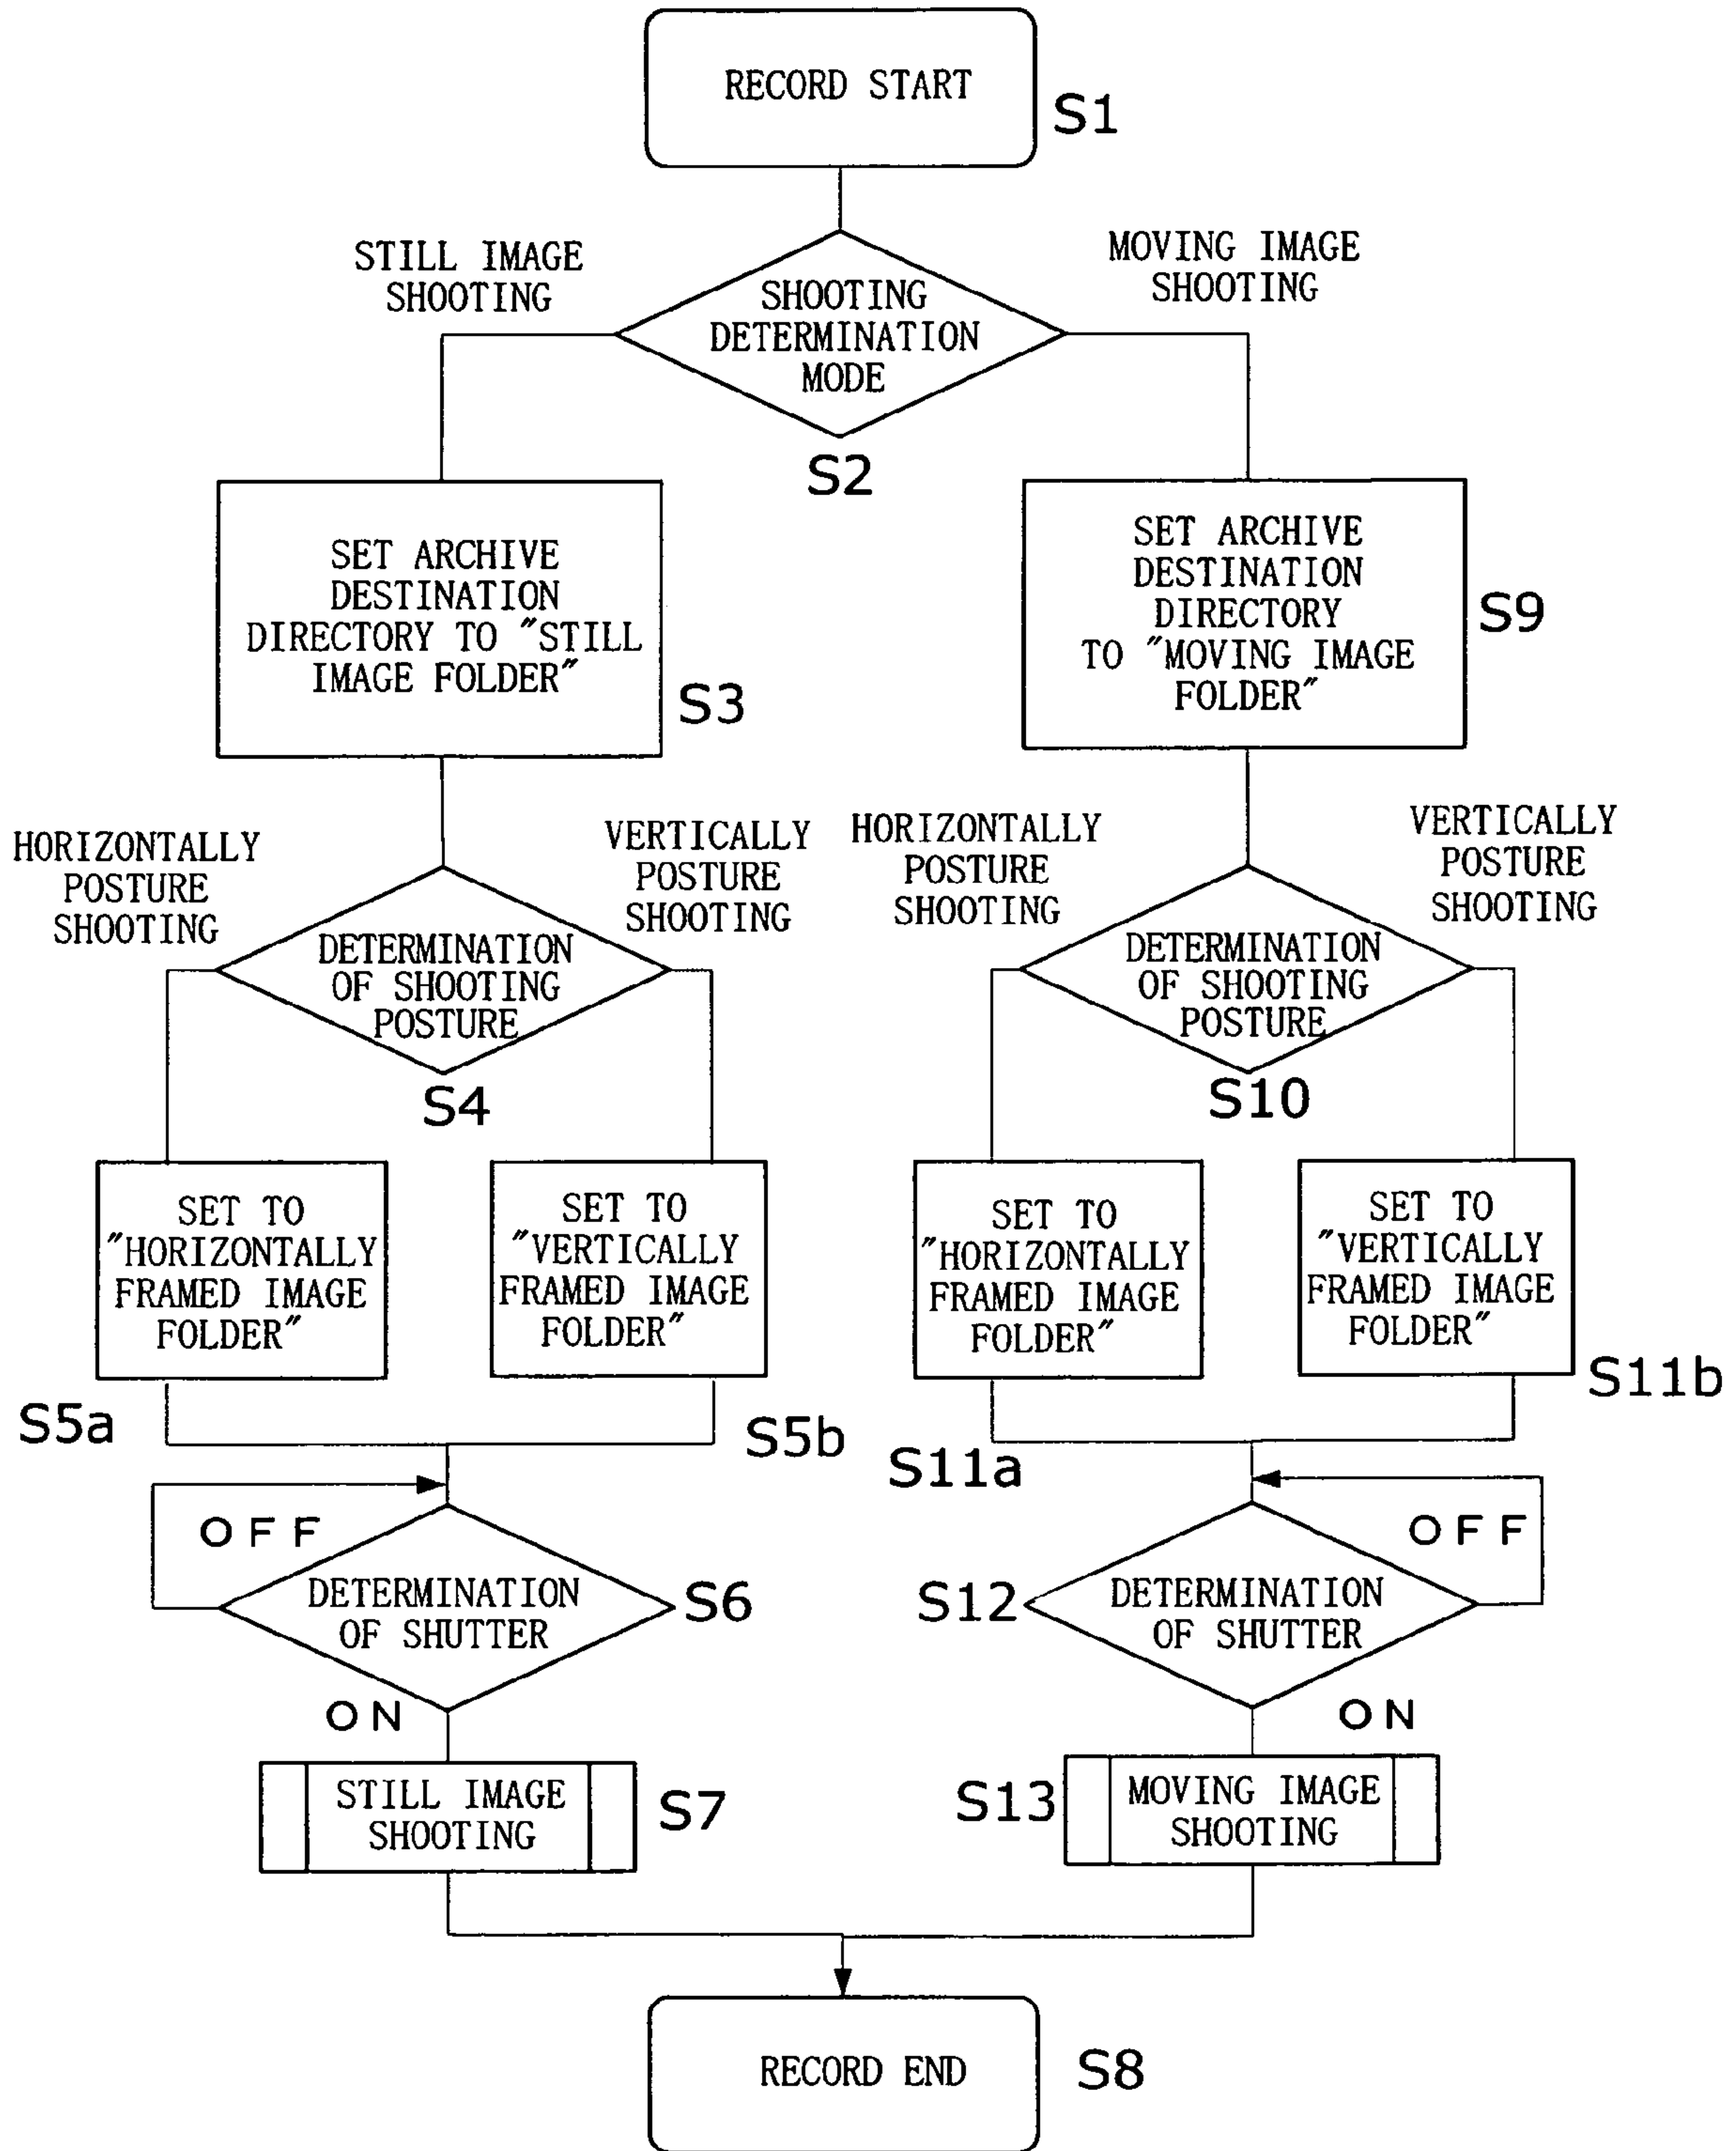 RECORD START
S1
STILL IMAGE
SHOOTING
MOVING IMAGE
SHOOTING
SHOOTING
DETERMINATION
MODE
S2
SET ARCHIVE
DESTINATION
DIRECTORY TO "STILL
IMAGE FOLDER"
S3
SET ARCHIVE
DESTINATION
DIRECTORY
TO "MOVING IMAGE
FOLDER"
S9
HORIZONTALLY
POSTURE
SHOOTING
VERTICALLY
POSTURE
SHOOTING
DETERMINATION
OF SHOOTING
POSTURE
S4
HORIZONTALLY
POSTURE
SHOOTING
VERTICALLY
POSTURE
SHOOTING
DETERMINATION
OF SHOOTING
POSTURE
S10
SET TO
"HORIZONTALLY
FRAMED IMAGE
FOLDER"
S5a
SET TO
"VERTICALLY
FRAMED IMAGE
FOLDER"
S5b
SET TO
"HORIZONTALLY
FRAMED IMAGE
FOLDER"
S11a
SET TO
"VERTICALLY
FRAMED IMAGE
FOLDER"
S11b
OFF
DETERMINATION
OF SHUTTER
S6
ON
OFF
S12
DETERMINATION
OF SHUTTER
ON
STILL IMAGE
SHOOTING
S7
S13
MOVING IMAGE
SHOOTING
RECORD END
S8